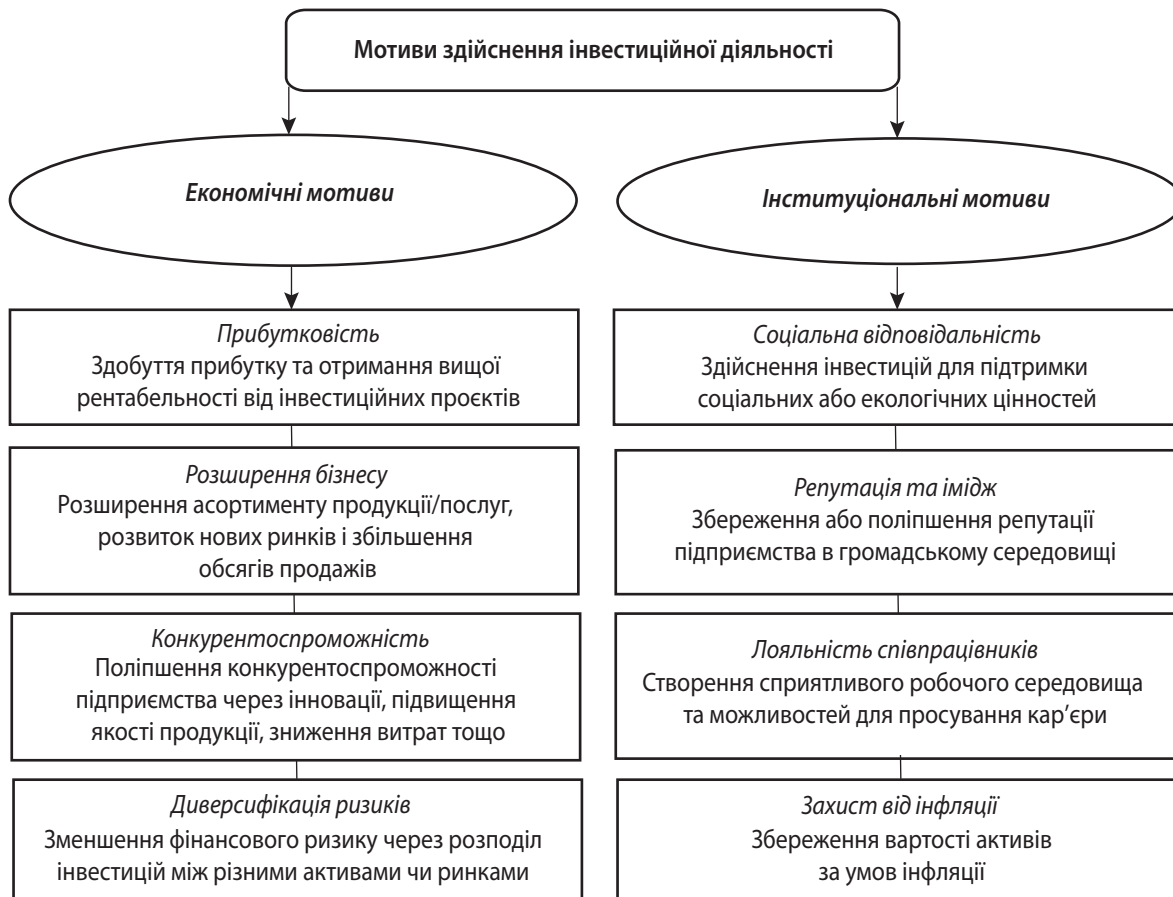 Мотиви здійснення інвестиційної діяльності
Економічні мотиви
Прибутковість
Здобуття прибутку та отримання вищої
рентабельності від інвестиційних проєктів
Розширення бізнесу
Розширення асортименту продукції/послуг,
розвиток нових ринків і збільшення
обсягів продажів
Конкурентоспроможність
Поліпшення конкурентоспроможності
підприємства через інновації, підвищення
якості продукції, зниження витрат тощо
Диверсифікація ризиків
Зменшення фінансового ризику через розподіл
інвестицій між різними активами чи ринками
Інституціональні мотиви
Соціальна відповідальність
Здійснення інвестицій для підтримки
соціальних або екологічних цінностей
Репутація та імідж
Збереження або поліпшення репутації
підприємства в громадському середовищі
Лояльність співпрацівників
Створення сприятливого робочого середовища
та можливостей для просування кар’єри
Захист від інфляції
Збереження вартості активів
за умов інфляції